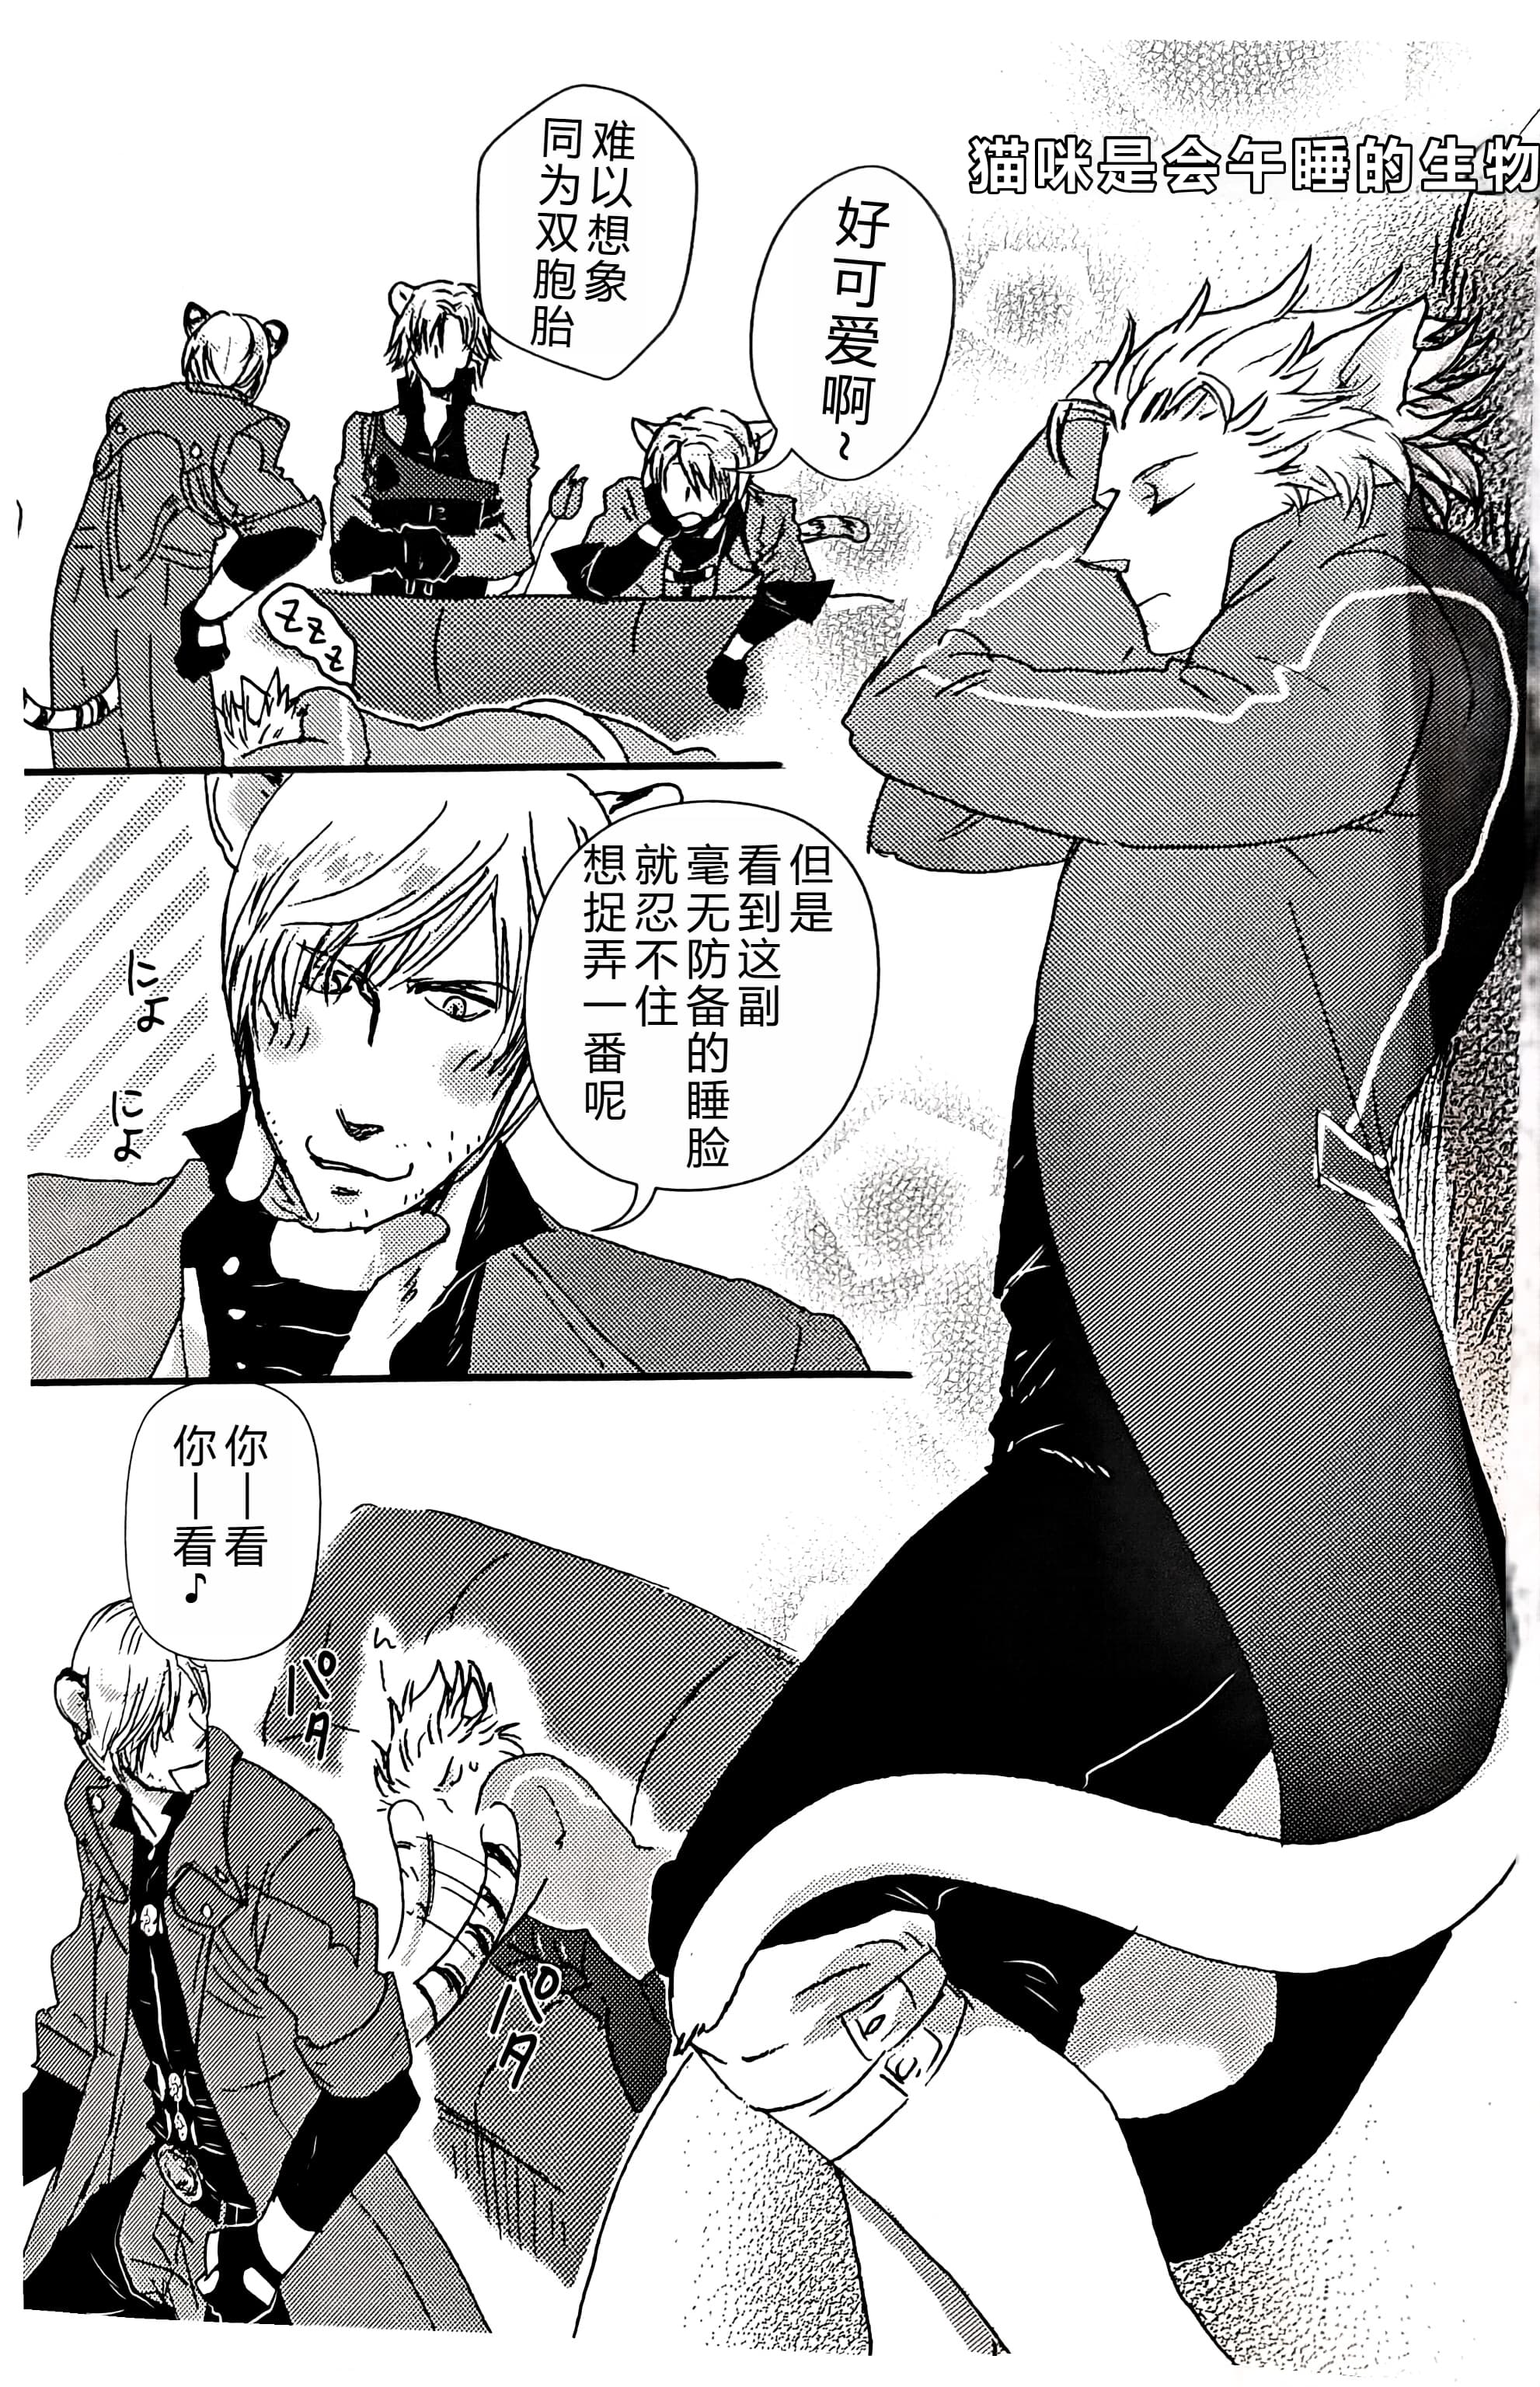 猫咪是会午睡的生物
好可爱啊~
难以想象
同为双胞胎
zzz
但是
看到这副
毫无防备的睡脸
就忍不住
想捉弄一番呢
によ
によ
你—看
你—看♪
パタ
パタ